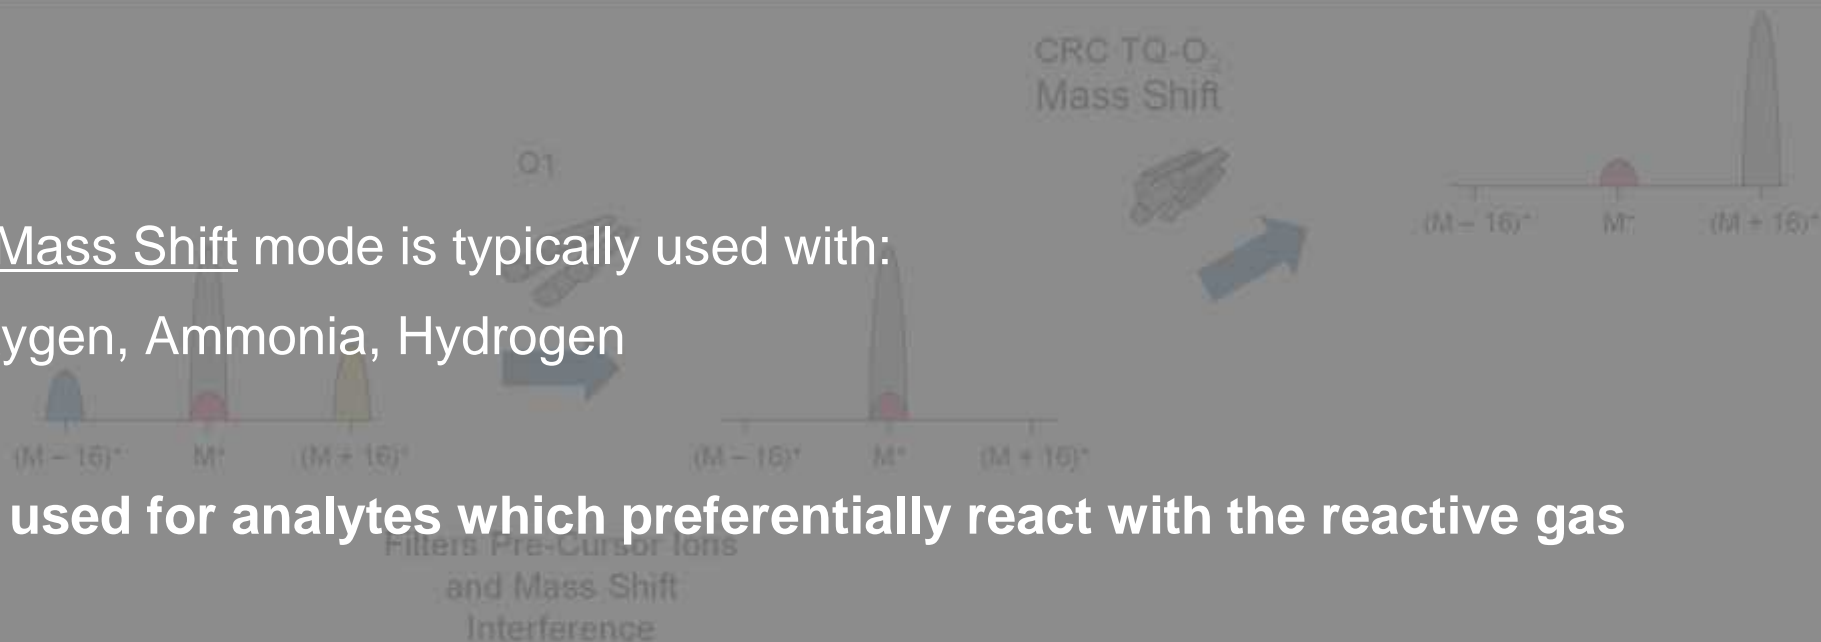 CRC TQ-O2
Mass Shift
Q1
(M – 16)+ M+ (M + 16)+
Mass Shift mode is typically used with:
ygen, Ammonia, Hydrogen
(M – 16)+ M+ (M + 16)+
(M – 16)+ M+ (M + 16)+
used for analytes which preferentially react with the reactive gas
Filters Pre-Cursor Ions
and Mass Shift
Interference